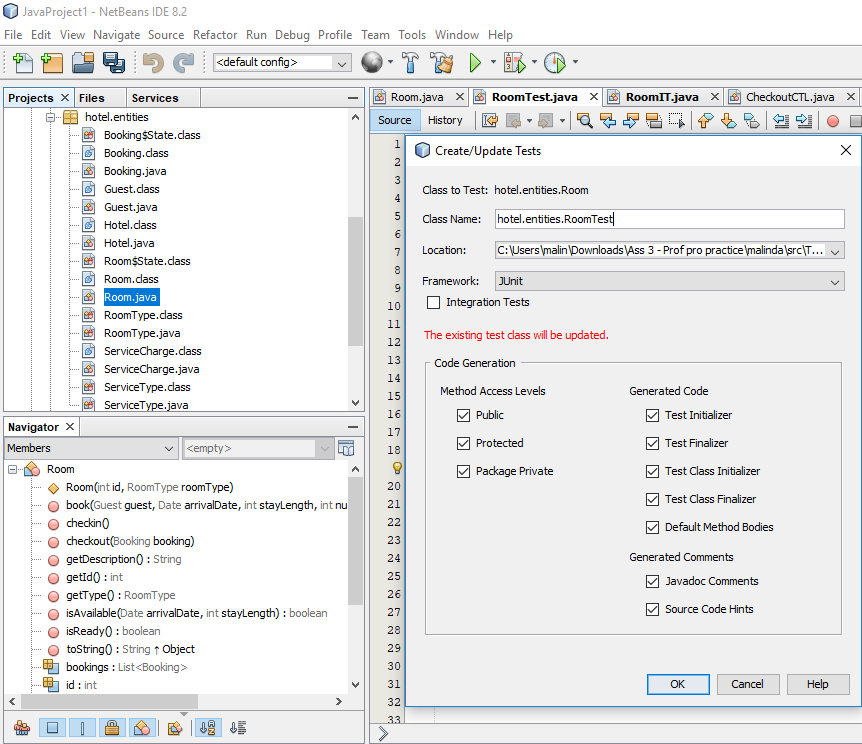 JavaProject1 - NetBeans IDE 8.2
File Edit View Navigate Source Refactor Run Debug Profile Team Tools Window Help
<default config>
Projects Files Services
Room.java RoomTest.java RoomIT.java CheckoutCTL.java
Source History
hotel.entities
Booking$State.class
Booking.class
Booking.java
Guest.class
Guest.java
Hotel.class
Hotel.java
Room$State.class
Room.class
Room.java
RoomType.class
RoomType.java
ServiceCharge.class
ServiceCharge.java
ServiceType.class
ServiceType.java
Navigator
Members
<empty>
Room
Room(int id, RoomType roomType)
book(Guest guest, Date arrivalDate, int stayLength, int nu
checkin()
checkout(Booking booking)
getDescription() : String
getId() : int
getType() : RoomType
isAvailable(Date arrivalDate, int stayLength) : boolean
isReady() : boolean
toString() : String ↑ Object
bookings : List<Booking>
id : int
1
2
3
4
5
6
7
8
9
10
11
12
13
14
15
16
17
18
20
21
22
23
24
25
26
27
28
29
30
31
32
33
Create/Update Tests
Class to Test: hotel.entities.Room
Class Name: hotel.entities.RoomTest
Location: C:\Users\malin\Downloads\Ass 3 - Prof pro practice\malinda\src\T...
Framework: JUnit
Integration Tests
The existing test class will be updated.
Code Generation
Method Access Levels
Public
Protected
Package Private
Generated Code
Test Initializer
Test Finalizer
Test Class Initializer
Test Class Finalizer
Default Method Bodies
Generated Comments
Javadoc Comments
Source Code Hints
OK Cancel Help